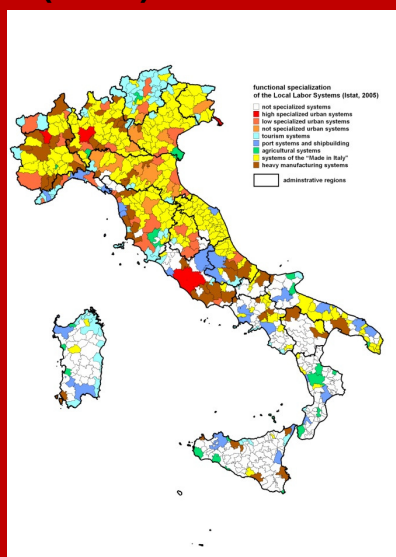 functional specialization
of the Local Labor Systems (Istat, 2005)
not specialized systems
high specialized urban systems
low specialized urban systems
not specialized urban systems
tourism systems
port systems and shipbuilding
agricultural systems
systems of the "Made in Italy"
heavy manufacturing systems
adminstrative regions